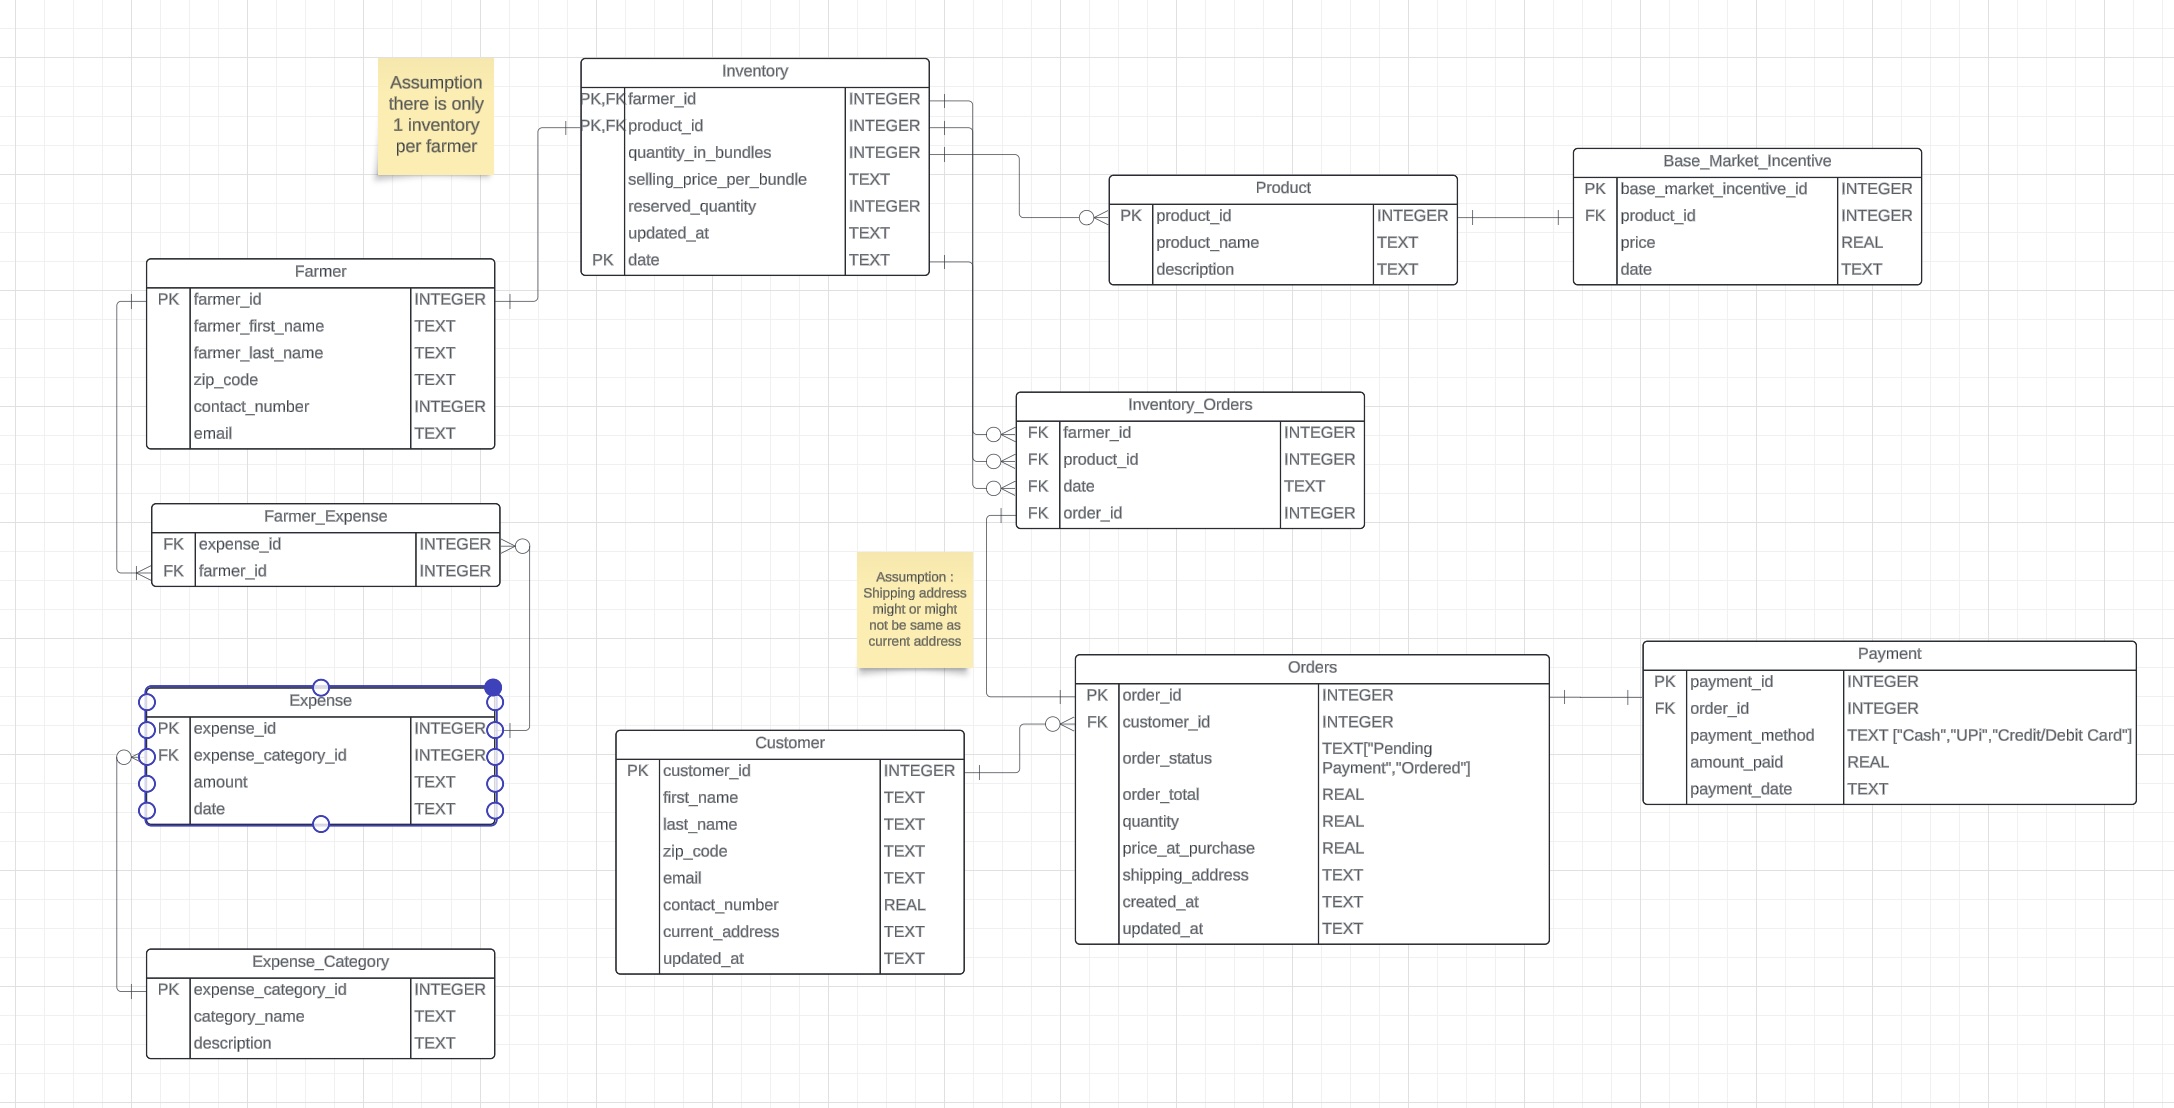 Assumption
there is only
1 inventory
per farmer
Inventory
PK,FK farmer_id INTEGER
PK,FK product_id INTEGER
quantity_in_bundles INTEGER
selling_price_per_bundle TEXT
reserved_quantity INTEGER
updated_at TEXT
PK date TEXT
Product
PK product_id INTEGER
product_name TEXT
description TEXT
Base_Market_Incentive
PK base_market_incentive_id INTEGER
FK product_id INTEGER
price REAL
date TEXT
Farmer
PK farmer_id INTEGER
farmer_first_name TEXT
farmer_last_name TEXT
zip_code TEXT
contact_number INTEGER
email TEXT
Inventory_Orders
FK farmer_id INTEGER
FK product_id INTEGER
FK date TEXT
FK order_id INTEGER
Farmer_Expense
FK expense_id INTEGER
FK farmer_id INTEGER
Assumption :
Shipping address
might or might
not be same as
current address
Expense
PK expense_id INTEGER
FK expense_category_id INTEGER
amount TEXT
date TEXT
Customer
PK customer_id INTEGER
first_name TEXT
last_name TEXT
zip_code TEXT
email TEXT
contact_number REAL
current_address TEXT
updated_at TEXT
Orders
PK order_id INTEGER
FK customer_id INTEGER
order_status TEXT["Pending
Payment","Ordered"]
order_total REAL
quantity REAL
price_at_purchase REAL
shipping_address TEXT
created_at TEXT
updated_at TEXT
Payment
PK payment_id INTEGER
FK order_id INTEGER
payment_method TEXT ["Cash","UPi","Credit/Debit Card"]
amount_paid REAL
payment_date TEXT
Expense_Category
PK expense_category_id INTEGER
category_name TEXT
description TEXT